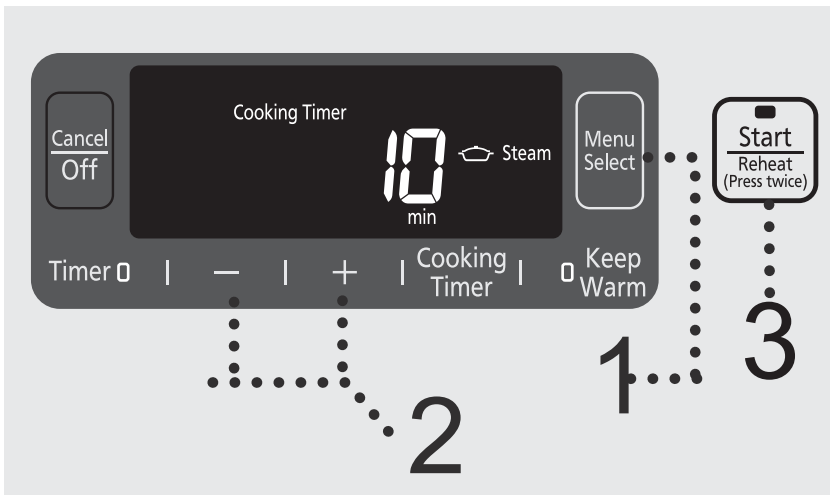 Cooking Timer
Cancel
Off
10
Steam
min
Menu
Select
Start
Reheat
(Press twice)
Timer
−
+
Cooking
Timer
Keep
Warm
1
2
3